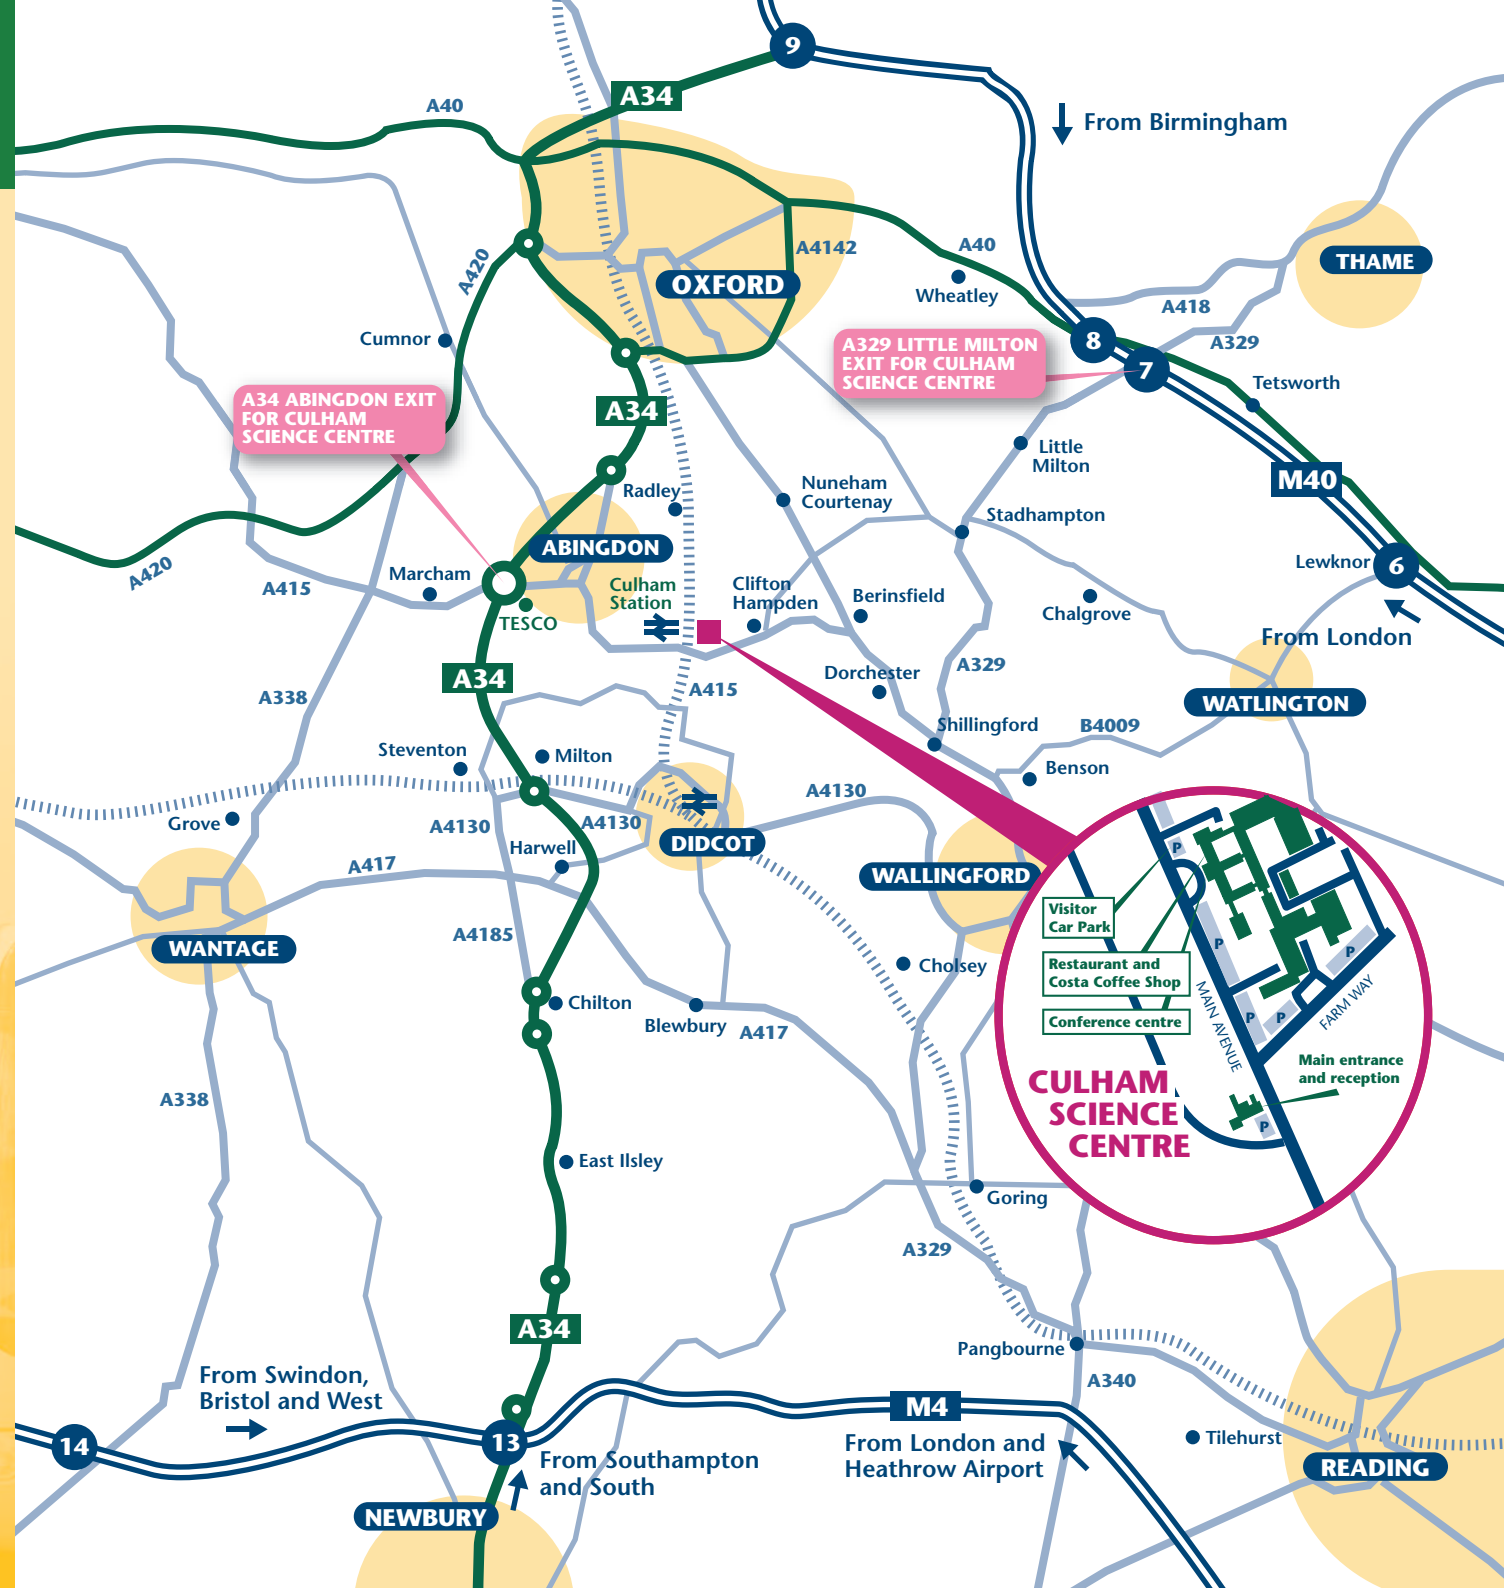 9
A34
A40
From Birmingham
A4142
A40
THAME
A420
OXFORD
Wheatley
A418
Cumnor
A329 LITTLE MILTON
EXIT FOR CULHAM
SCIENCE CENTRE
8
A329
7
Tetsworth
A34 ABINGDON EXIT
FOR CULHAM
SCIENCE CENTRE
A34
Little
Milton
M40
Radley
Nuneham
Courtenay
Stadhampton
ABINGDON
Lewknor
6
A420
A415
Marcham
Culham
Station
Clifton
Hampden
Berinsfield
Chalgrove
TESCO
From London
A34
A338
A415
Dorchester
A329
WATLINGTON
Shillingford
B4009
Steventon
Milton
Benson
A4130
Grove
A4130
A4130
DIDCOT
Harwell
A417
WALLINGFORD
P
Visitor
Car Park
A4185
WANTAGE
Cholsey
P
P
Restaurant and
Costa Coffee Shop
Chilton
Blewbury
A417
MAIN AVENUE
FARM WAY
P
P
Conference centre
Main entrance
and reception
CULHAM
SCIENCE
CENTRE
A338
P
East Ilsley
Goring
A329
A34
Pangbourne
From Swindon,
Bristol and West
A340
M4
14
13
From London and
Heathrow Airport
Tilehurst
From Southampton
and South
READING
NEWBURY